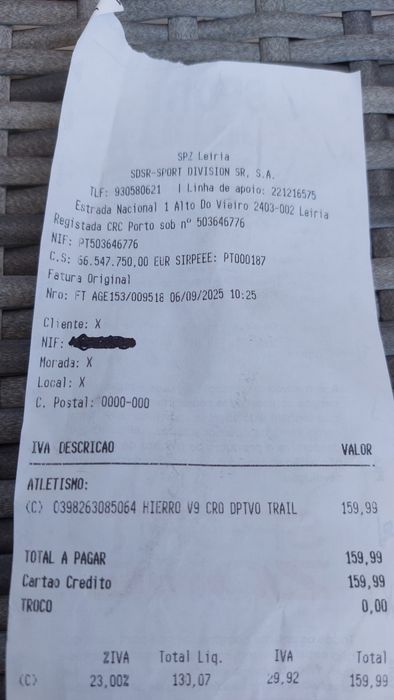 SPZ Leiria
SDSR-SPORT DIVISION SR, S.A.
TLF: 930580621 | Linha de apoio: 221216575
Estrada Nacional 1 Alto Do Vieiro 2403-002 Leiria
Registada CRC Porto sob nº 503646776
NIF: PT503646776
C.S: 66.547.750,00 EUR SIRPEEE: PT000187
Fatura Original
Nro: FT AGE153/009518 06/09/2025 10:25
Cliente: X
NIF:
Morada: X
Local: X
C. Postal: 0000-000
IVA DESCRICAO VALOR
ATLETISMO:
(C) 0398263085064 HIERRO V9 CRO DPTVO TRAIL 159,99
TOTAL A PAGAR 159,99
Cartao Credito 159,99
TROCO 0,00
%IVA Total Liq. IVA Total
(C) 23,00% 130,07 29,92 159,99